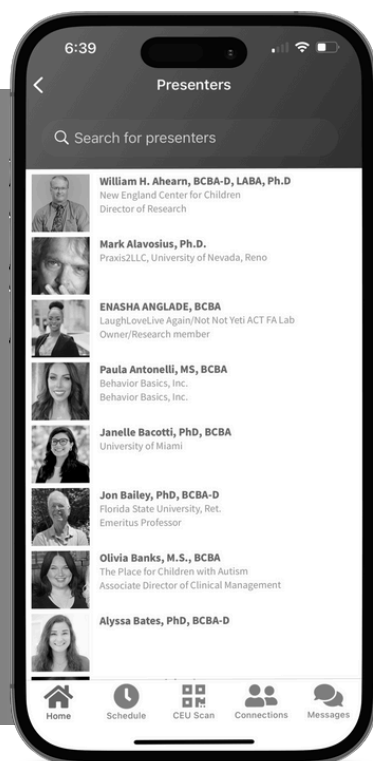 6:39
Presenters
Search for presenters
William H. Ahearn, BCBA-D, LABA, Ph.D
New England Center for Children
Director of Research
Mark Alavosius, Ph.D.
Praxis2LLC, University of Nevada, Reno
ENASHA ANGLADE, BCBA
LaughLoveLive Again/Not Not Yeti ACT FA Lab
Owner/Research member
Paula Antonelli, MS, BCBA
Behavior Basics, Inc.
Behavior Basics, Inc.
Janelle Bacotti, PhD, BCBA
University of Miami
Jon Bailey, PhD, BCBA-D
Florida State University, Ret.
Emeritus Professor
Olivia Banks, M.S., BCBA
The Place for Children with Autism
Associate Director of Clinical Management
Alyssa Bates, PhD, BCBA-D
Home Schedule CEU Scan Connections Messages